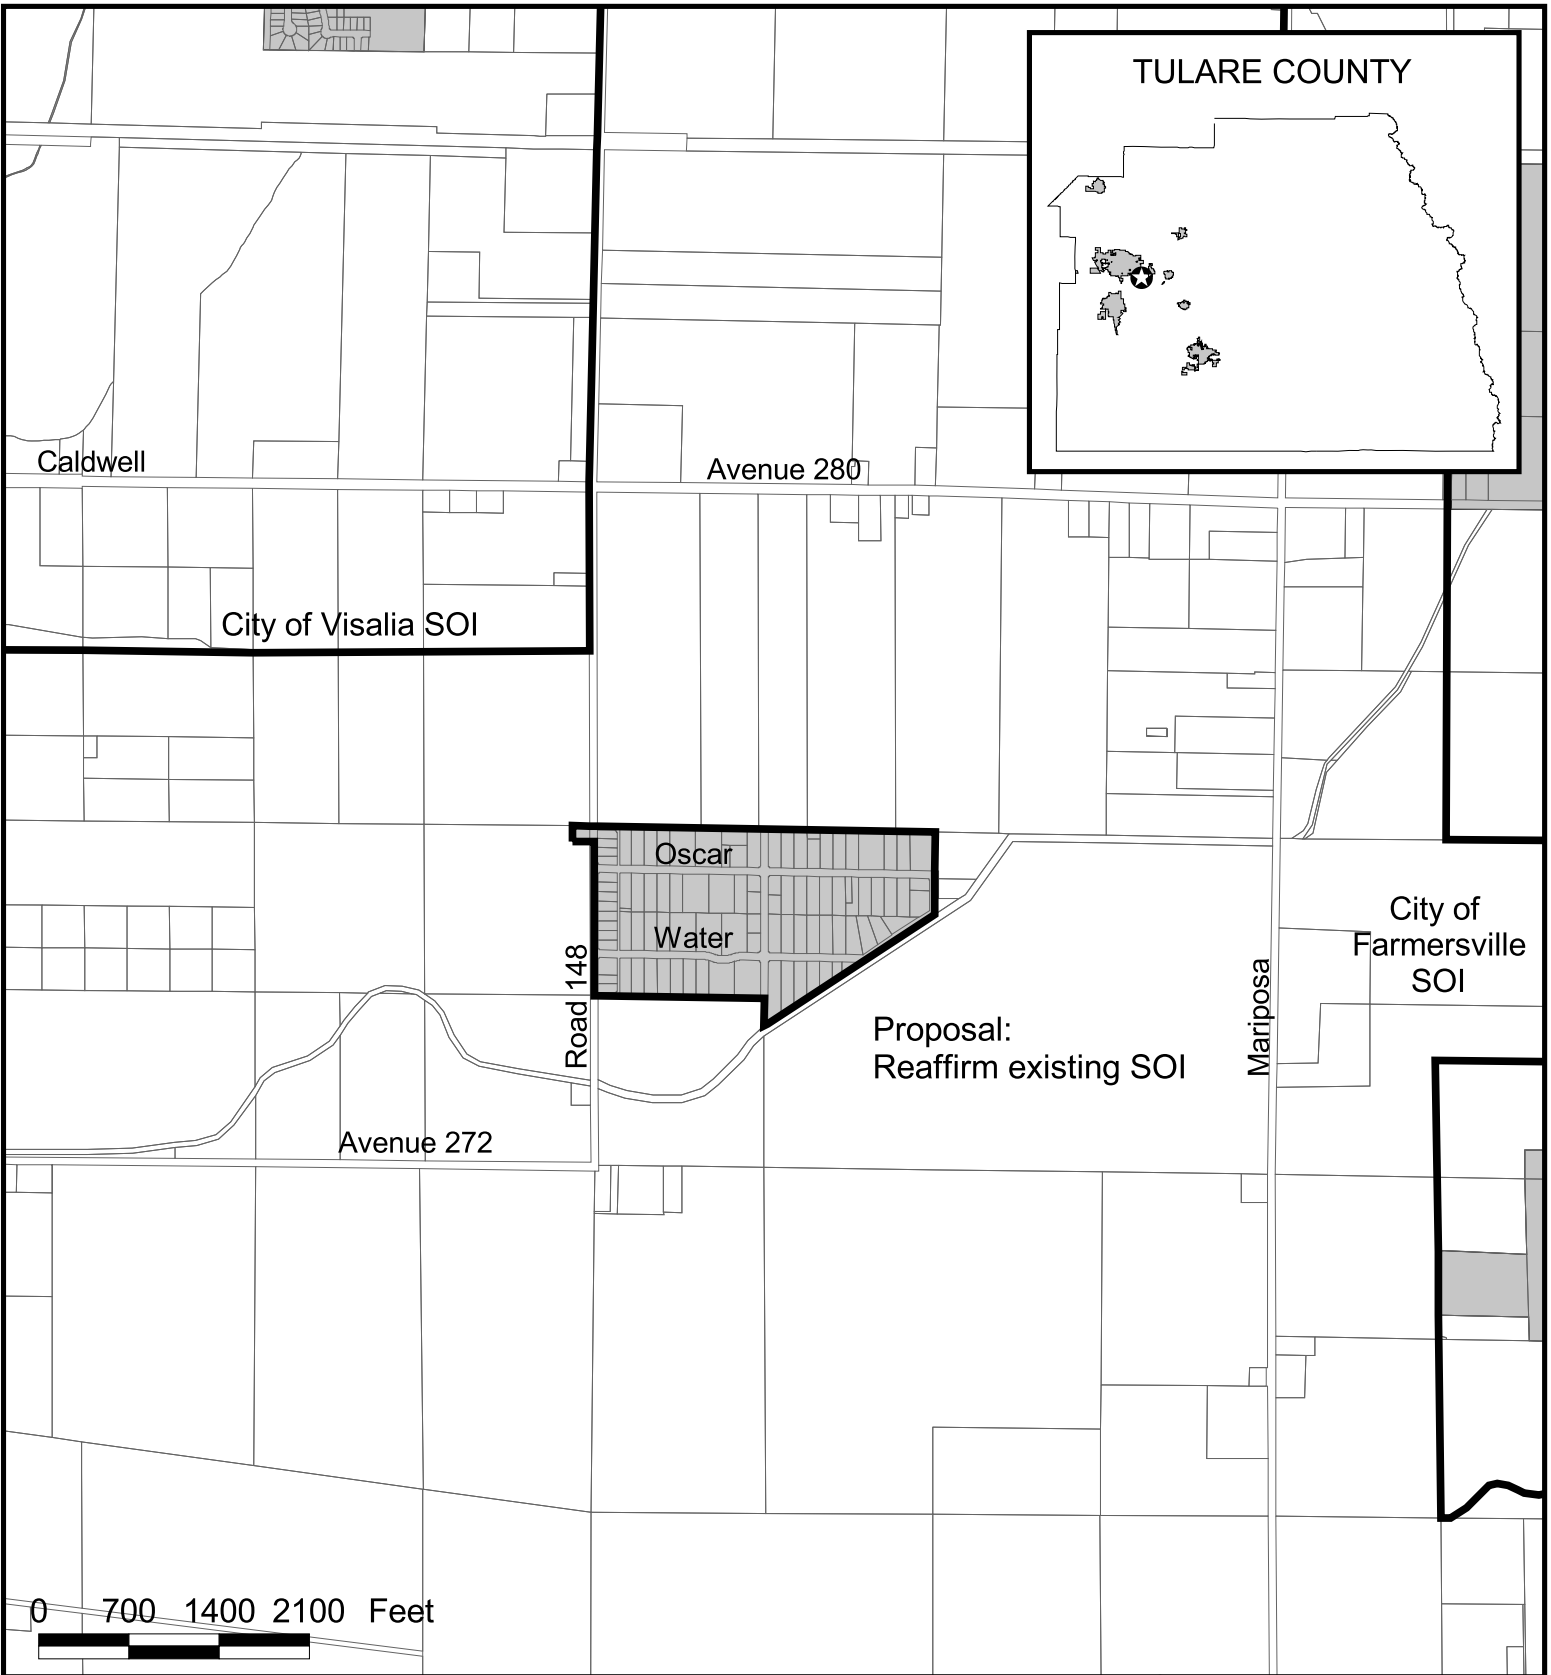 TULARE COUNTY
Caldwell
Avenue 280
City of Visalia SOI
Oscar
Water
Road 148
City of
Farmersville
SOI
Mariposa
Proposal:
Reaffirm existing SOI
Avenue 272
0 700 1400 2100 Feet